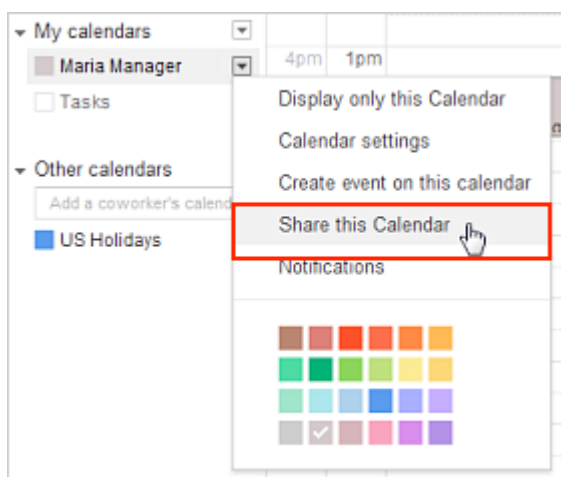 My calendars
Maria Manager
4pm 1pm
Tasks
Display only this Calendar
Calendar settings
Create event on this calendar
Share this Calendar
Notifications
Other calendars
Add a coworker's calend
US Holidays